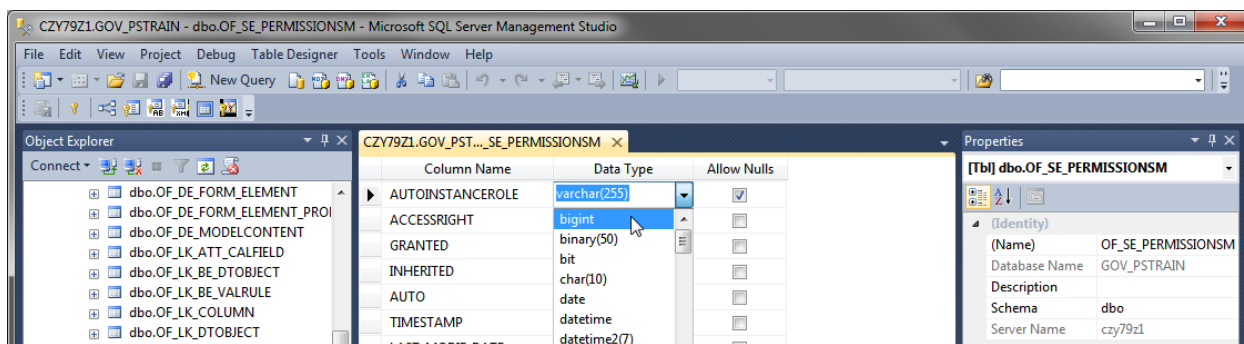 CZY79Z1.GOV_PSTRAIN - dbo.OF_SE_PERMISSIONSM - Microsoft SQL Server Management Studio
File Edit View Project Debug Table Designer Tools Window Help
New Query
Object Explorer
Connect
dbo.OF_DE_FORM_ELEMENT
dbo.OF_DE_FORM_ELEMENT_PROI
dbo.OF_DE_MODELCONTENT
dbo.OF_LK_ATT_CALFIELD
dbo.OF_LK_BE_DTOBJECT
dbo.OF_LK_BE_VALRULE
dbo.OF_LK_COLUMN
dbo.OF_LK_DTOBJECT
CZY79Z1.GOV_PST..._SE_PERMISSIONSM
Column Name Data Type Allow Nulls
AUTOINSTANCEROLE varchar(255)
ACCESSRIGHT
GRANTED
INHERITED
AUTO
TIMESTAMP
bigint
binary(50)
bit
char(10)
date
datetime
datetime2(7)
Properties
[Tbl] dbo.OF_SE_PERMISSIONSM
(Identity)
(Name) OF_SE_PERMISSIONSM
Database Name GOV_PSTRAIN
Description
Schema dbo
Server Name czy79z1